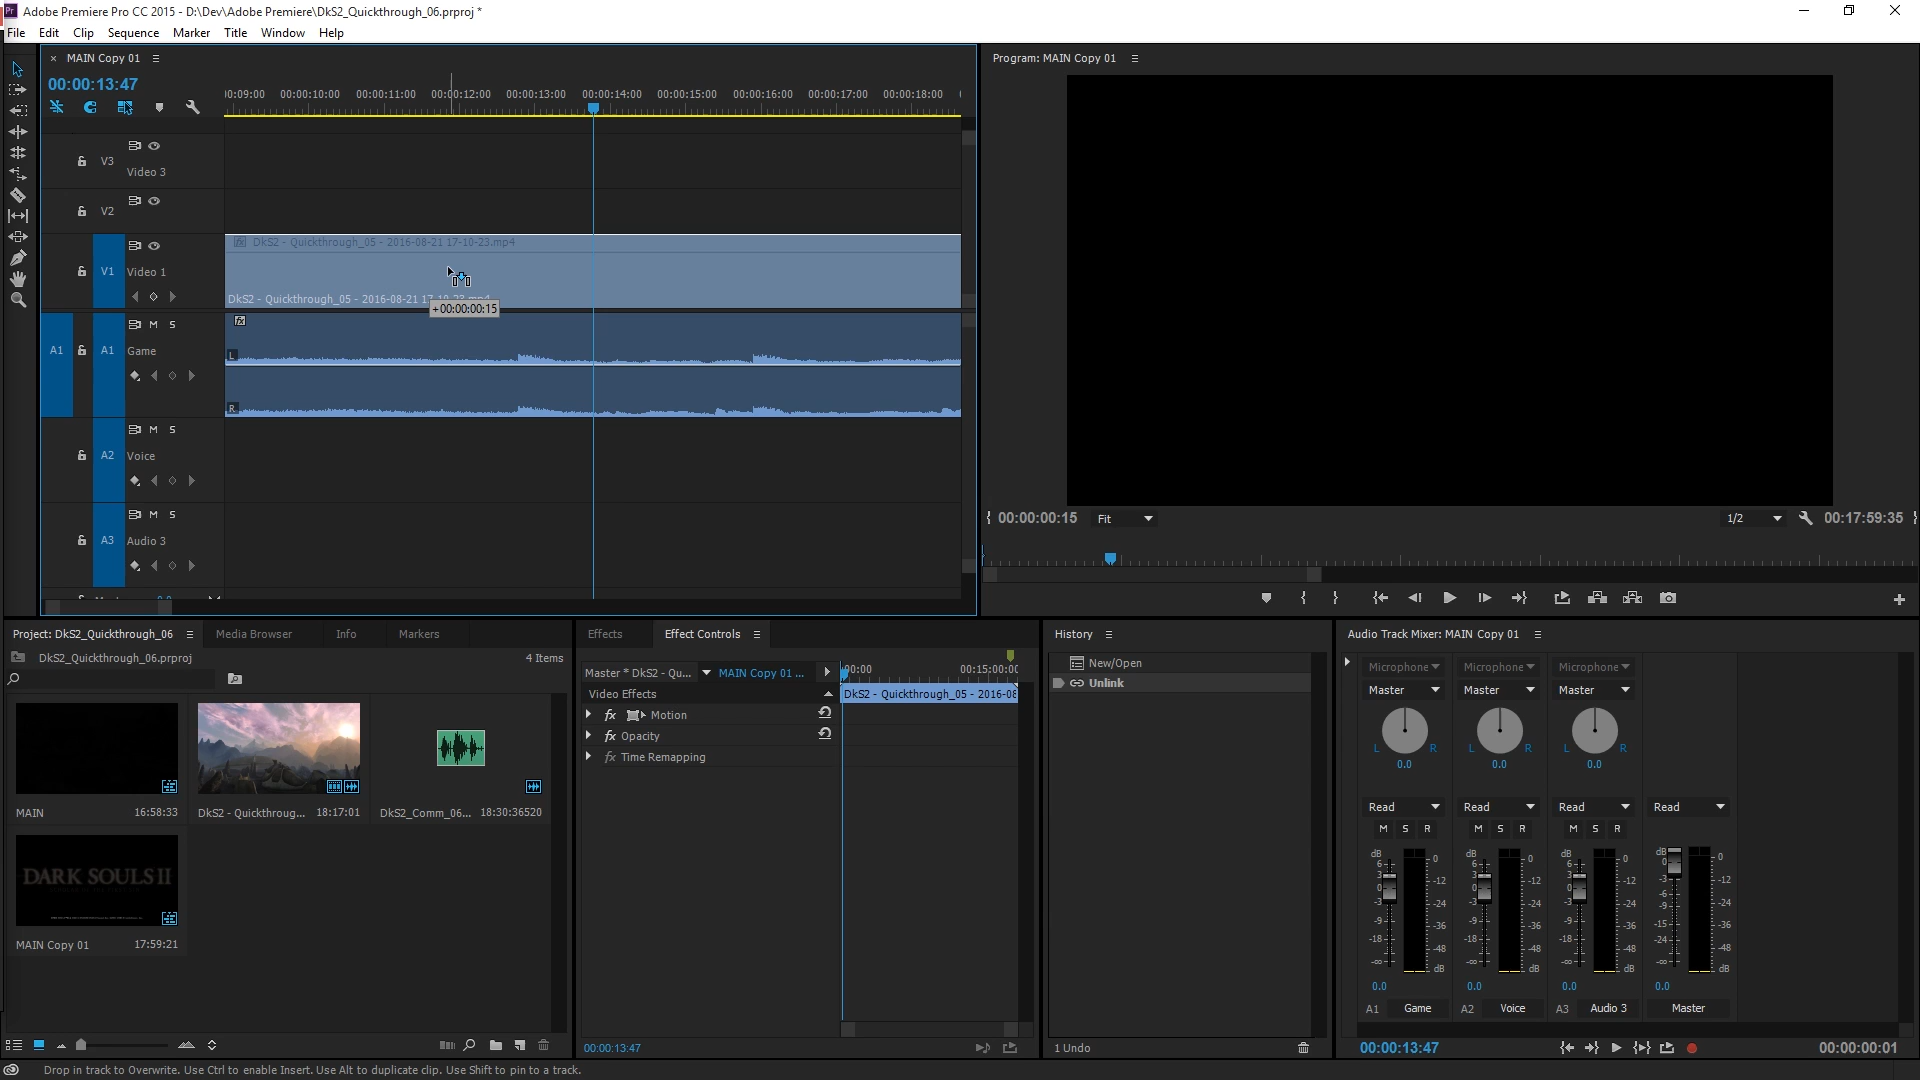 Pr Adobe Premiere Pro CC 2015 - D:\Dev\Adobe Premiere\DkS2_Quickthrough_06.prproj *
File Edit Clip Sequence Marker Title Window Help
× MAIN Copy 01
00:00:13:47
00:00:10:00 00:00:11:00 00:00:12:00 00:00:13:00 00:00:14:00 00:00:15:00 00:00:16:00 00:00:17:00 00:00:18:00
V3
Video 3
V2
V1 Video 1
DkS2 - Quickthrough_05 - 2016-08-21 17-10-23.mp4
DkS2 - Quickthrough_05 - 2016-08-21 17-10-23.mp4
+00:00:00:15
M S
A1 A1 Game
L
R
M S
A2 Voice
M S
A3 Audio 3
Program: MAIN Copy 01
00:00:00:15 Fit 1/2 00:17:59:35
Project: DkS2_Quickthrough_06 Media Browser Info Markers
DkS2_Quickthrough_06.prproj 4 Items
MAIN 16:58:33
DkS2 - Quickthroug... 18:17:01
DkS2_Comm_06... 18:30:36520
DARK SOULS II
MAIN Copy 01 17:59:21
Effects Effect Controls
Master * DkS2 - Qu... MAIN Copy 01 ... 00:00 00:15:00:00
Video Effects DkS2 - Quickthrough_05 - 2016-08
fx Motion
fx Opacity
fx Time Remapping
00:00:13:47
History
New/Open
Unlink
1 Undo
Audio Track Mixer: MAIN Copy 01
Microphone Microphone Microphone
Master Master Master
L R L R L R
0.0 0.0 0.0
Read Read Read Read
M S R M S R M S R
dB dB dB dB
6 6 6
3 3 3 0
0 0 0 -3
-3 -3 -3 -6
-9 -9 -9 -9
-18 -18 -18 -15
-∞ -∞ -∞ -24
-∞
0 0 0 0
-12 -12 -12 -12
-24 -24 -24 -24
-36 -36 -36 -36
-48 -48 -48 -48
dB dB dB dB
0.0 0.0 0.0 0.0
A1 Game A2 Voice A3 Audio 3 Master
00:00:13:47 00:00:00:01
Drop in track to Overwrite. Use Ctrl to enable Insert. Use Alt to duplicate clip. Use Shift to pin to a track.